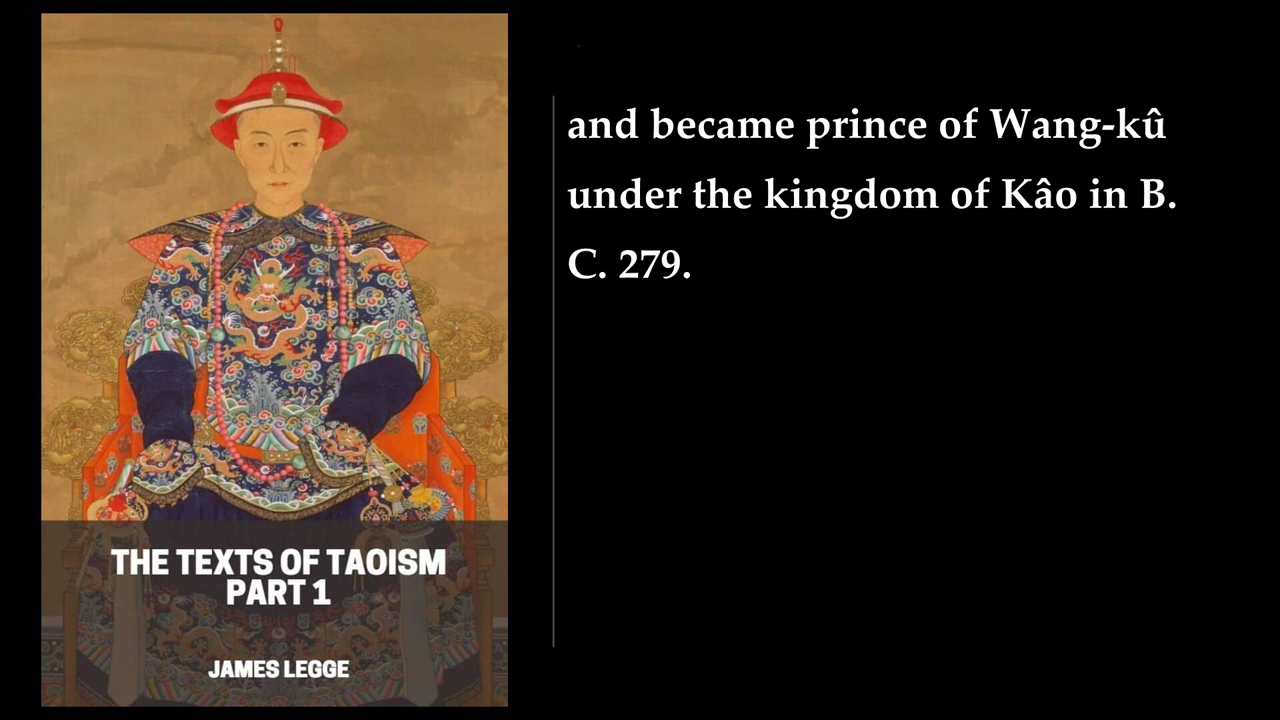 THE TEXTS OF TAOISM
PART 1
JAMES LEGGE
and became prince of Wang-kû
under the kingdom of Kâo in B.
C. 279.